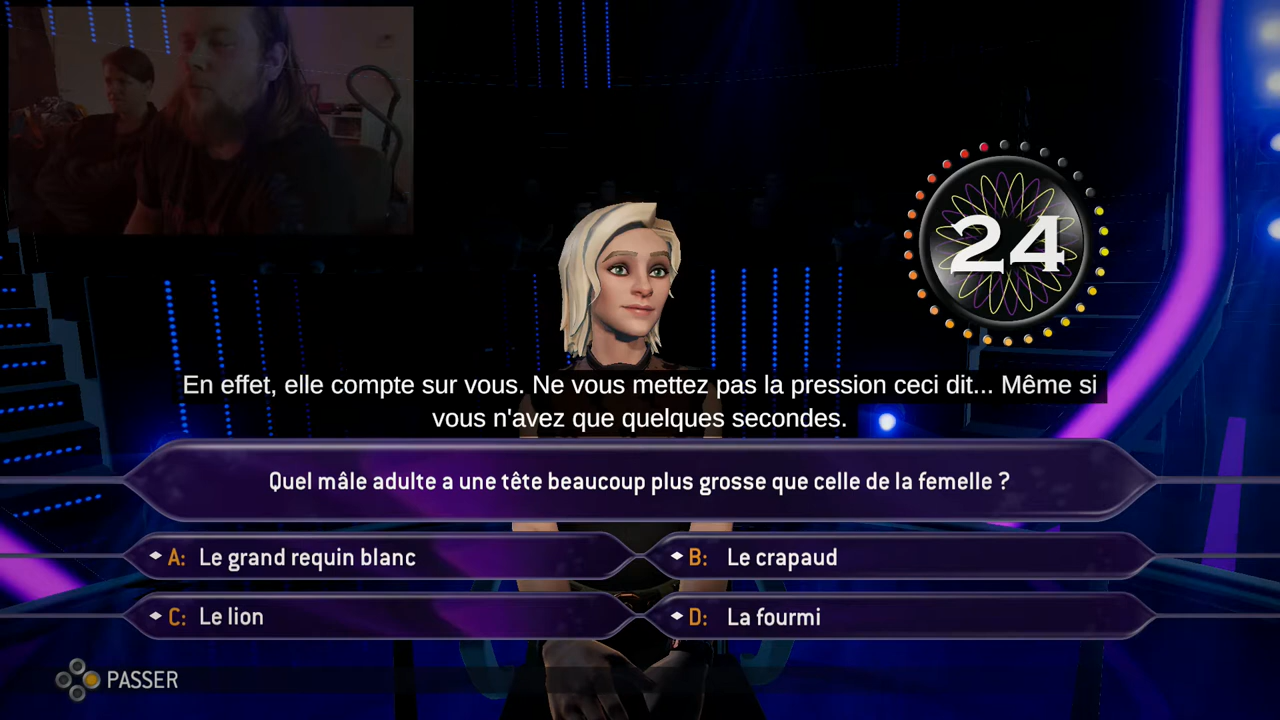 24
En effet, elle compte sur vous. Ne vous mettez pas la pression ceci dit... Même si
vous n'avez que quelques secondes.
Quel mâle adulte a une tête beaucoup plus grosse que celle de la femelle ?
A: Le grand requin blanc
B: Le crapaud
C: Le lion
D: La fourmi
PASSER